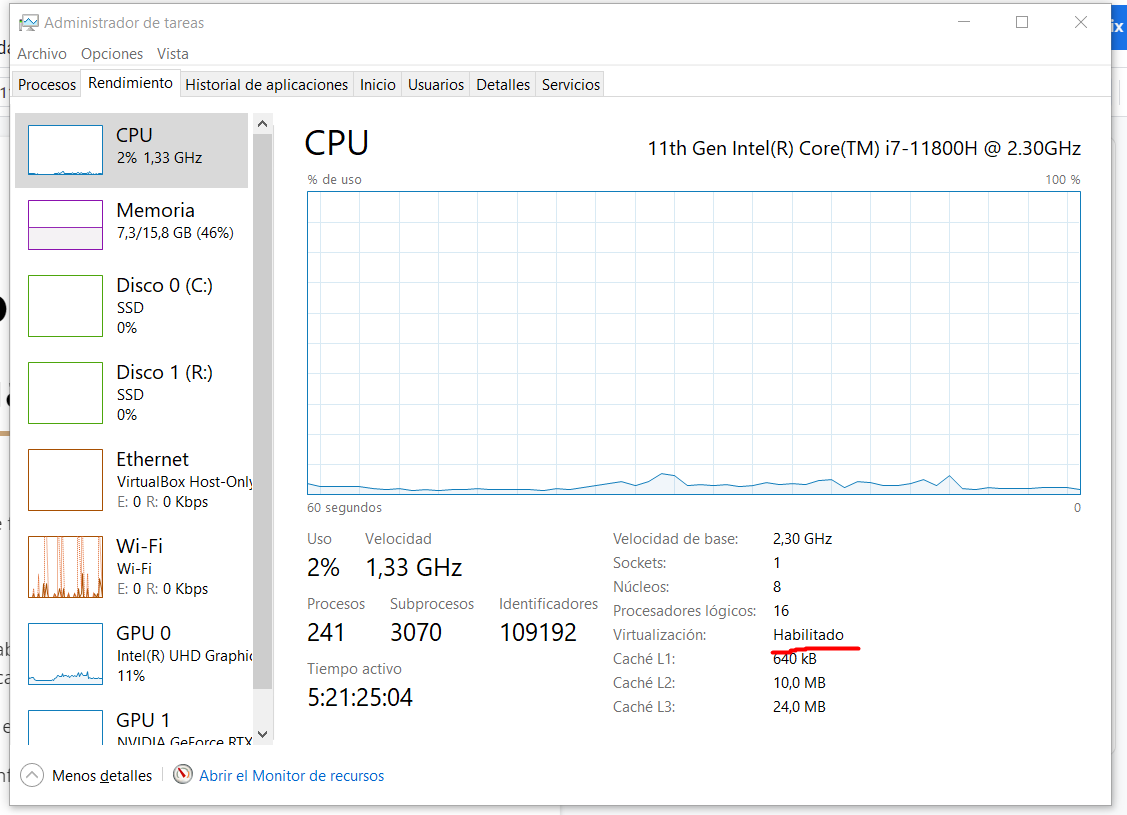 Administrador de tareas
Archivo Opciones Vista
Procesos Rendimiento Historial de aplicaciones Inicio Usuarios Detalles Servicios
CPU
2% 1,33 GHz
Memoria
7,3/15,8 GB (46%)
Disco 0 (C:)
SSD
0%
Disco 1 (R:)
SSD
0%
Ethernet
VirtualBox Host-Only
E: 0 R: 0 Kbps
Wi-Fi
Wi-Fi
E: 0 R: 0 Kbps
GPU 0
Intel(R) UHD Graphic
11%
GPU 1
NVIDIA GeForce RTX
CPU
11th Gen Intel(R) Core(TM) i7-11800H @ 2.30GHz
% de uso 100 %
60 segundos 0
Uso Velocidad
2% 1,33 GHz
Procesos Subprocesos Identificadores
241 3070 109192
Tiempo activo
5:21:25:04
Velocidad de base: 2,30 GHz
Sockets: 1
Núcleos: 8
Procesadores lógicos: 16
Virtualización: Habilitado
Caché L1: 640 kB
Caché L2: 10,0 MB
Caché L3: 24,0 MB
Menos detalles Abrir el Monitor de recursos